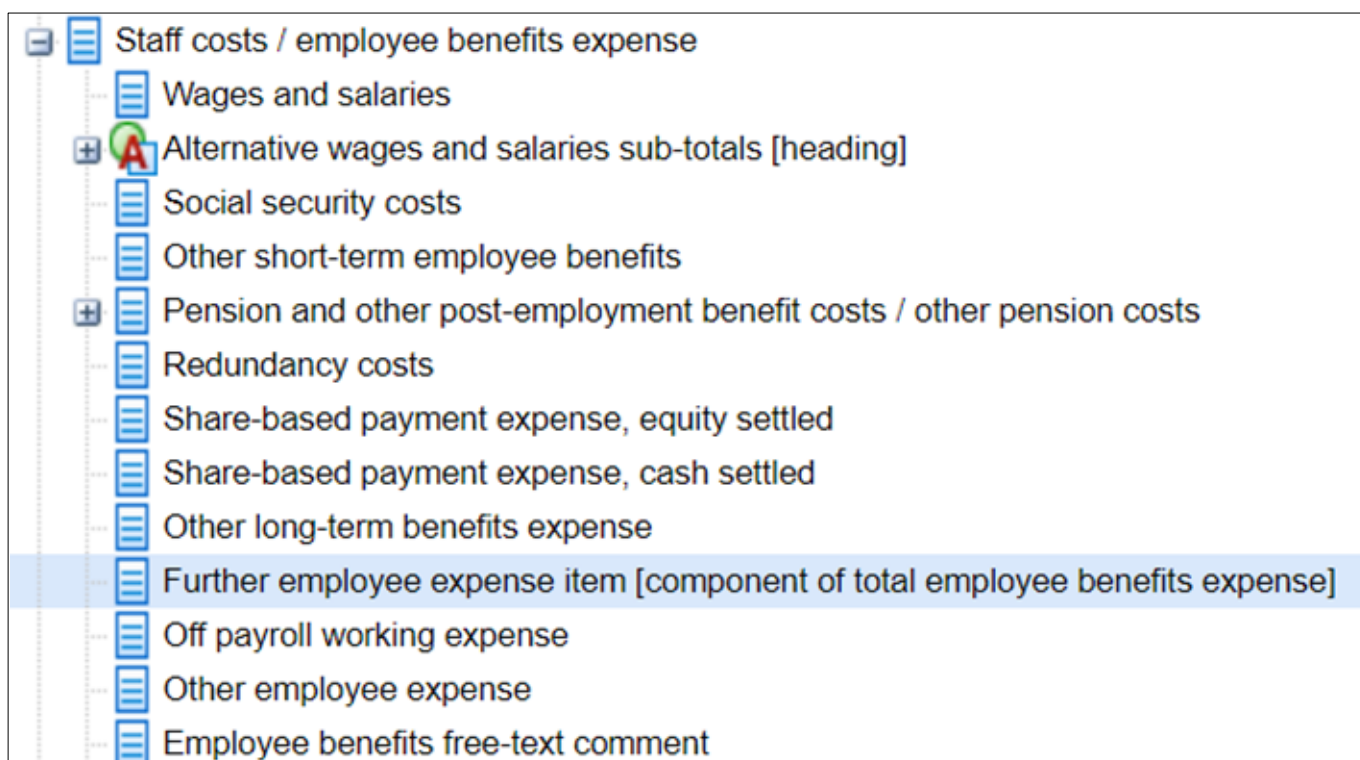 Staff costs / employee benefits expense
Wages and salaries
A Alternative wages and salaries sub-totals [heading]
Social security costs
Other short-term employee benefits
Pension and other post-employment benefit costs / other pension costs
Redundancy costs
Share-based payment expense, equity settled
Share-based payment expense, cash settled
Other long-term benefits expense
Further employee expense item [component of total employee benefits expense]
Off payroll working expense
Other employee expense
Employee benefits free-text comment